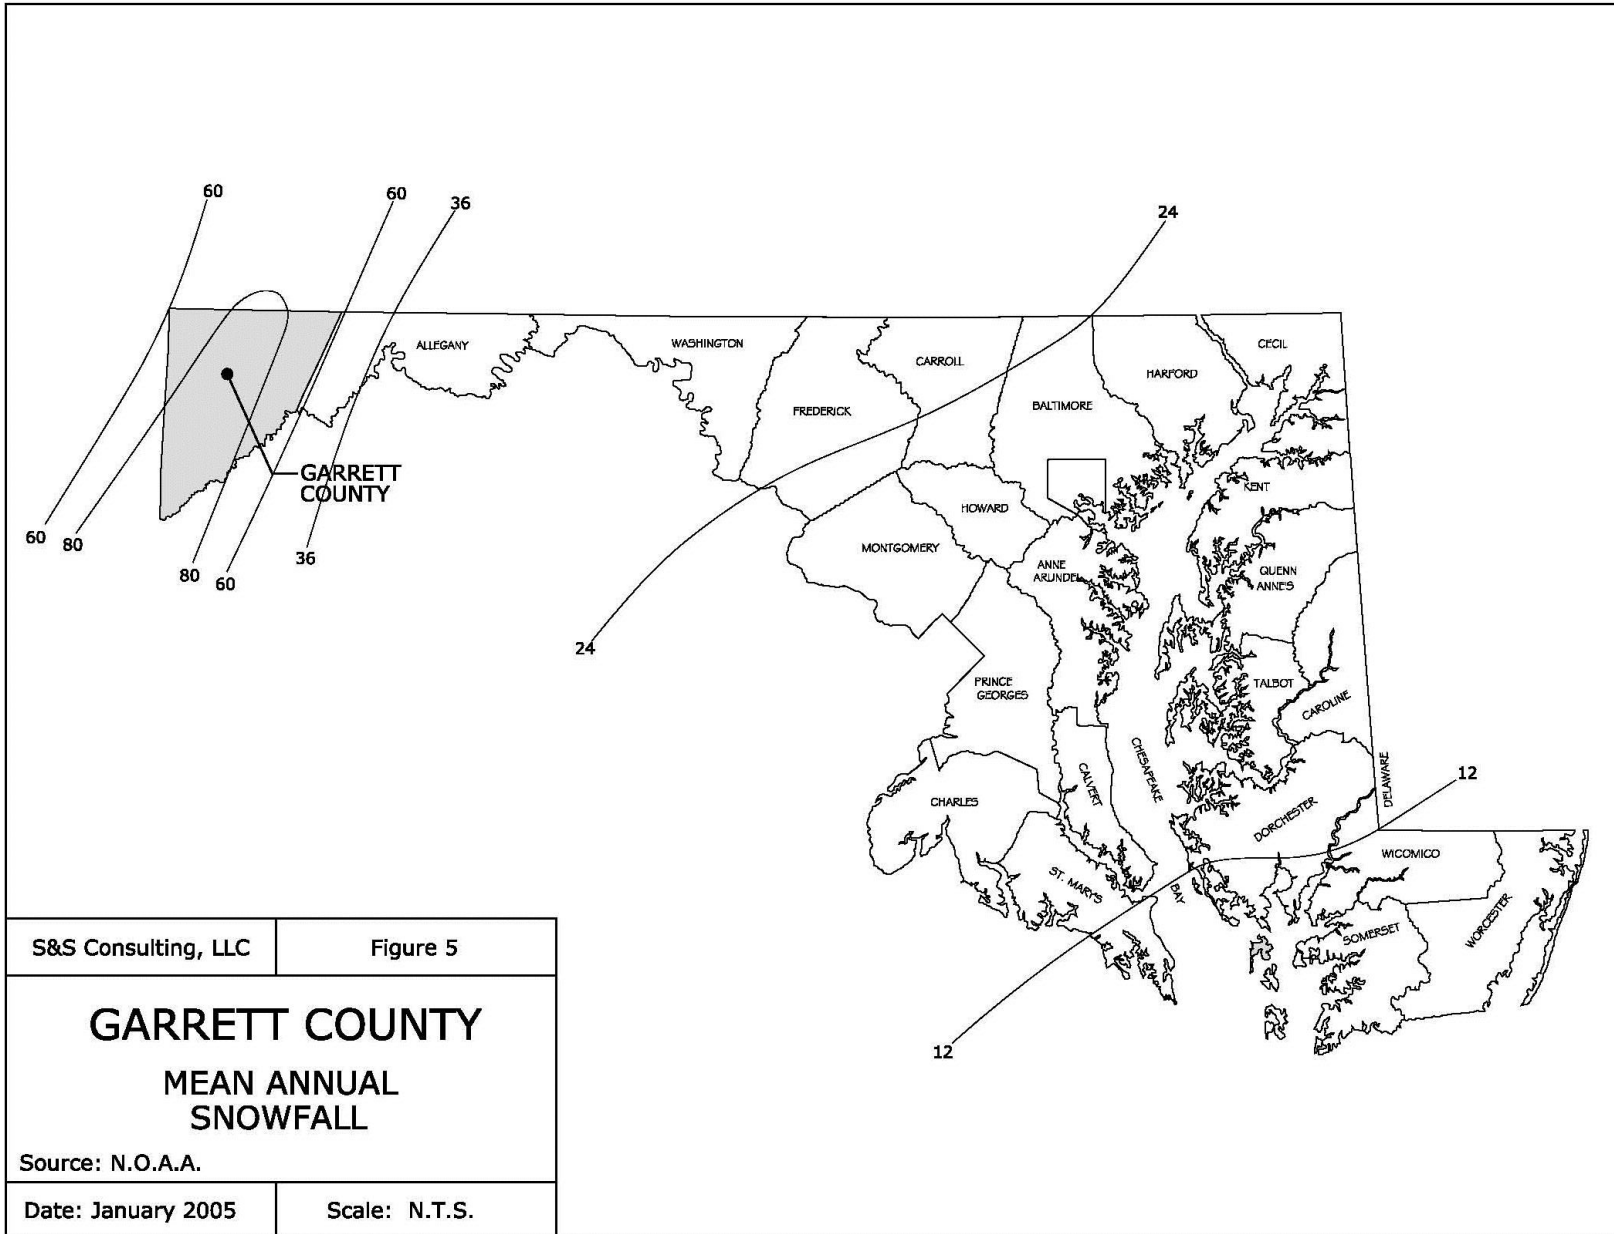 60
60
36
24
ALLEGANY
WASHINGTON
FREDERICK
CARROLL
BALTIMORE
HARFORD
CECIL
KENT
HOWARD
MONTGOMERY
ANNE
ARUNDEL
QUENN
ANNE'S
GARRETT
COUNTY
60
80
80
60
36
24
PRINCE
GEORGES
TALBOT
CAROLINE
CHESAPEAKE
BAY
CALVERT
CHARLES
ST. MARYS
DORCHESTER
DELAWARE
12
WICOMICO
SOMERSET
WORCESTER
12
S&S Consulting, LLC
Figure 5
GARRETT COUNTY
MEAN ANNUAL
SNOWFALL
Source: N.O.A.A.
Date: January 2005
Scale: N.T.S.